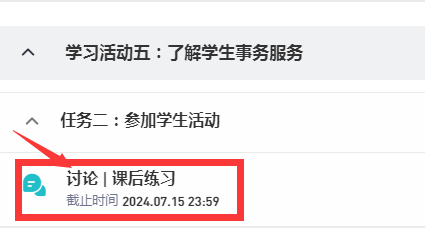 学习活动五：了解学生事务服务
任务二：参加学生活动
讨论 | 课后练习
截止时间 2024.07.15 23:59